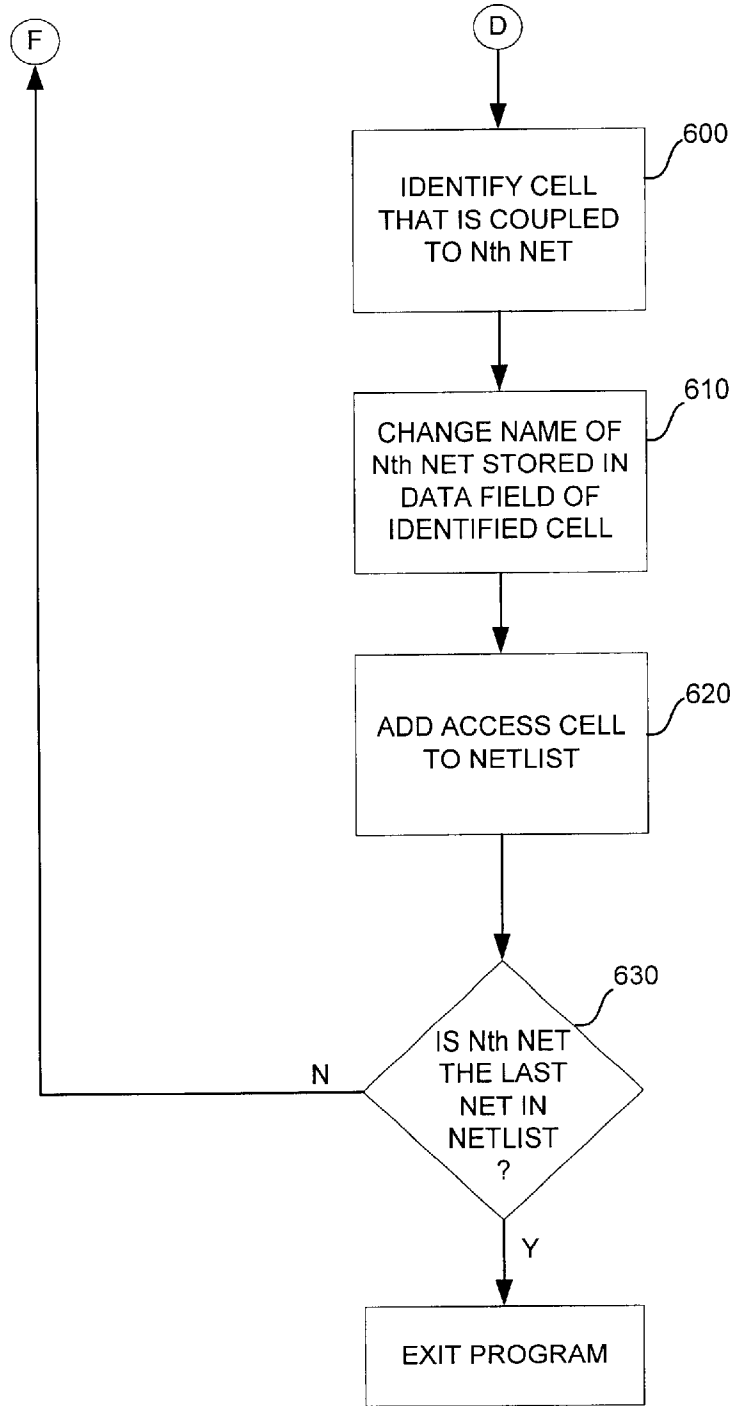 F
D
600
IDENTIFY CELL
THAT IS COUPLED
TO Nth NET
610
CHANGE NAME OF
Nth NET STORED IN
DATA FIELD OF
IDENTIFIED CELL
620
ADD ACCESS CELL
TO NETLIST
630
IS Nth NET
THE LAST
NET IN
NETLIST
?
N
Y
EXIT PROGRAM